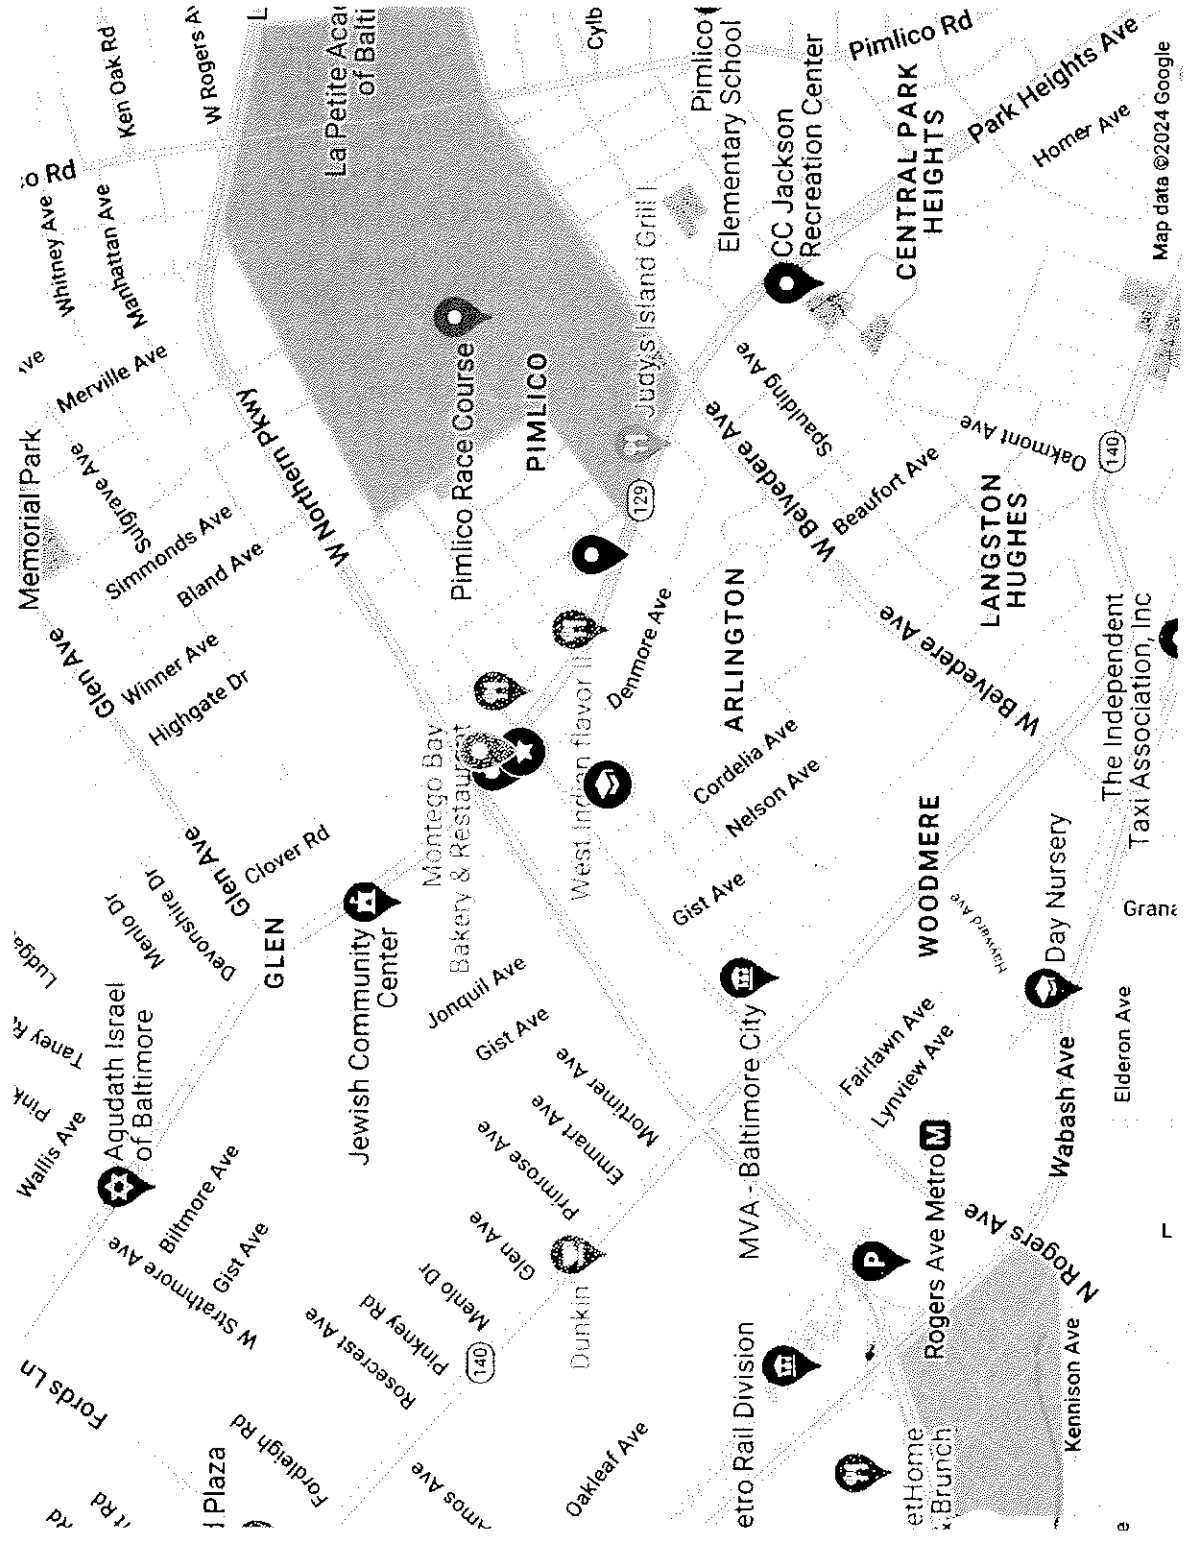 Fords Ln
Fordleigh Rd
Plaza
Amos Ave
Oakleaf Ave
W Strathmore Ave
Biltmore Ave
Gist Ave
Wallis Ave
Agudath Israel
of Baltimore
Rosecrest Ave
Pinkney Rd
Menlo Dr
Glen Ave
Primrose Ave
Emmart Ave
Mortimer Ave
140
Dunkin
Menlo Dr
Devonshire Dr
Glen Ave
Clover Rd
GLEN
Jewish Community
Center
Jonquil Ave
Gist Ave
Memorial Park
Glen Ave
Merville Ave
Sulgrave Ave
Simmonds Ave
Bland Ave
Winner Ave
Highgate Dr
Whitney Ave
Manhattan Ave
Ken Oak Rd
W Rogers
W Northern Pkwy
Montego Bay
Bakery & Restaurant
Pimlico Race Course
PIMLICO
La Petite
of Balti
Cylb
Judy's Island Grill
129
West Indian flavor
Denmore Ave
ARLINGTON
Cordelia Ave
Nelson Ave
Gist Ave
W Belvedere Ave
W Belvedere Ave
Spaulding Ave
Beaufort Ave
Oakmont Ave
140
Pimlico
Elementary School
CC Jackson
Recreation Center
Pimlico Rd
CENTRAL PARK
HEIGHTS
Park Heights Ave
Homer Ave
LANGSTON
HUGHES
WOODMERE
Hayward Ave
The Independent
Taxi Association, Inc
Day Nursery
MVA - Baltimore City
Fairlawn Ave
Lynview Ave
Wabash Ave
Elderon Ave
Rogers Ave Metro
M
P
N Rogers Ave
Kennison Ave
Rail Division
Brunch
Map data ©2024 Google